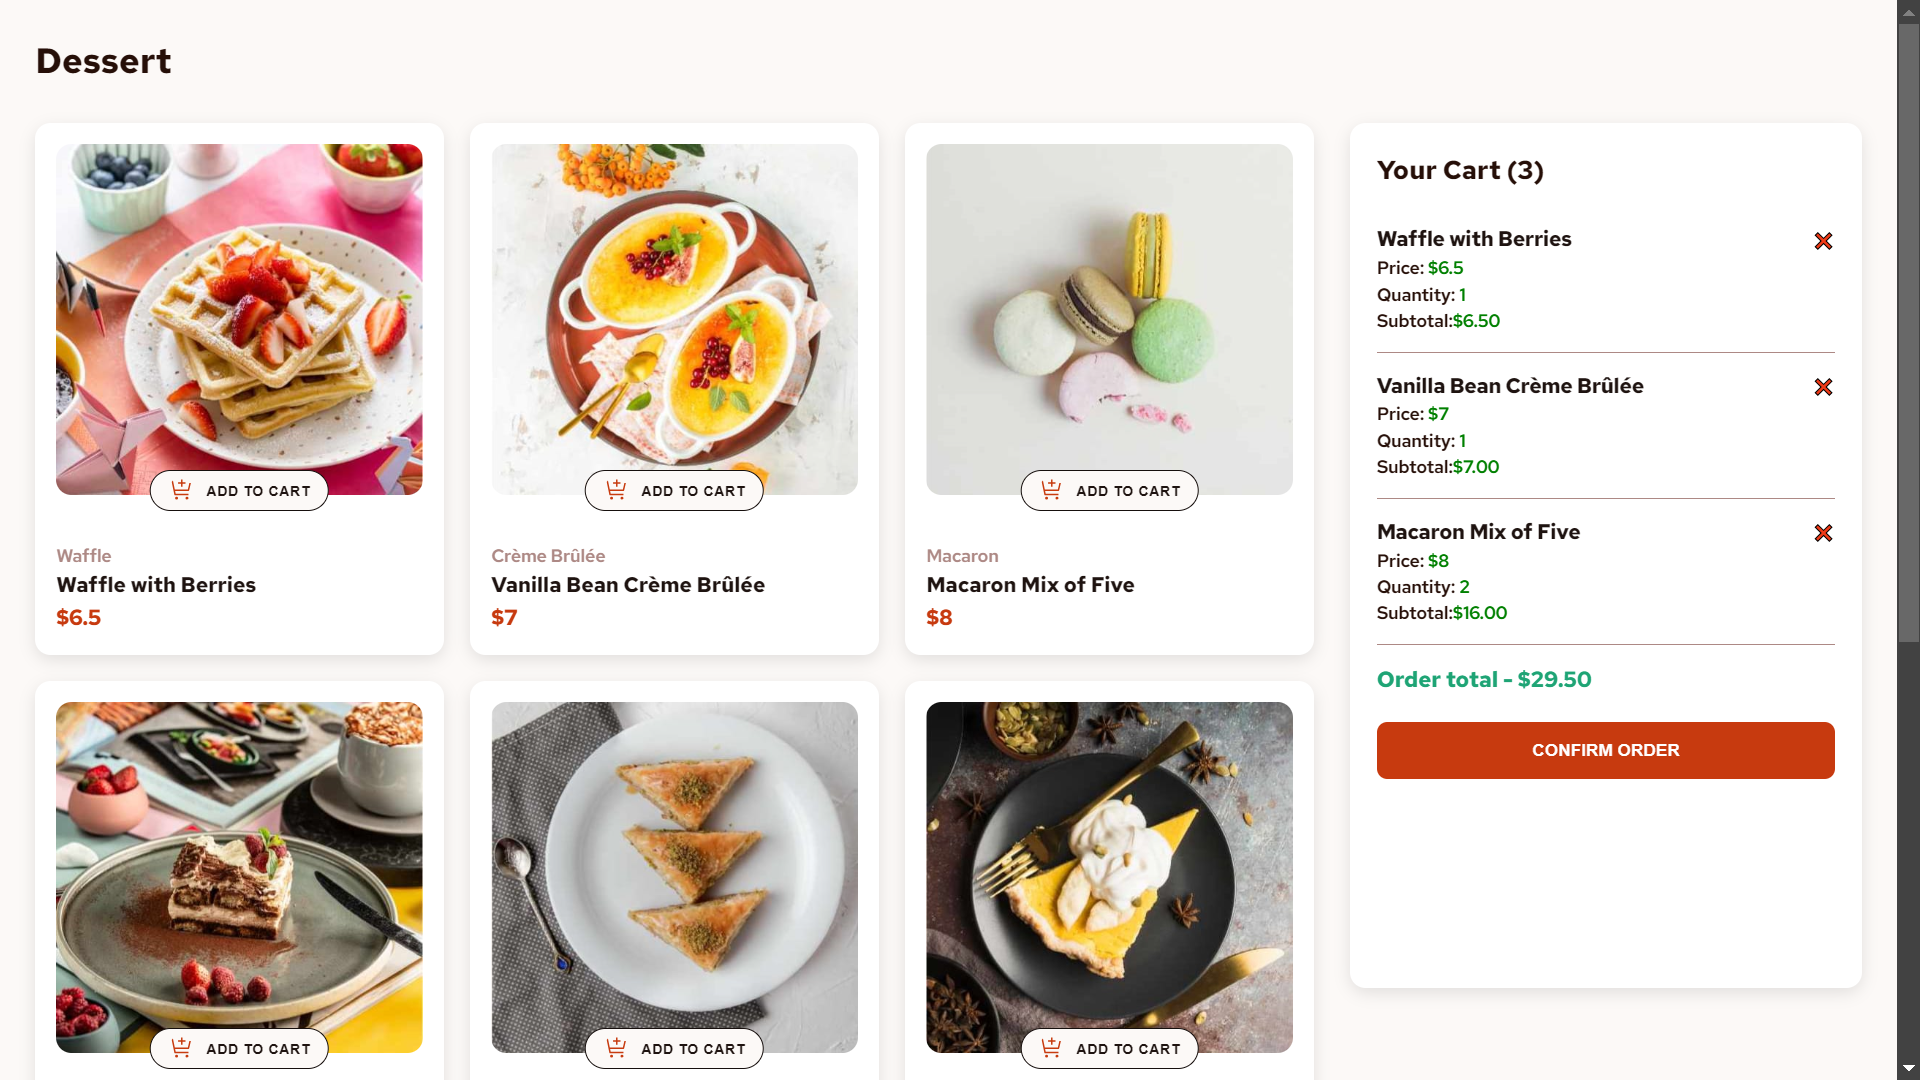 Dessert
ADD TO CART
Waffle
Waffle with Berries
$6.5
ADD TO CART
Crème Brûlée
Vanilla Bean Crème Brûlée
$7
ADD TO CART
Macaron
Macaron Mix of Five
$8
ADD TO CART
ADD TO CART
ADD TO CART
Your Cart (3)
Waffle with Berries
Price: $6.5
Quantity: 1
Subtotal:$6.50
Vanilla Bean Crème Brûlée
Price: $7
Quantity: 1
Subtotal:$7.00
Macaron Mix of Five
Price: $8
Quantity: 2
Subtotal:$16.00
Order total - $29.50
CONFIRM ORDER